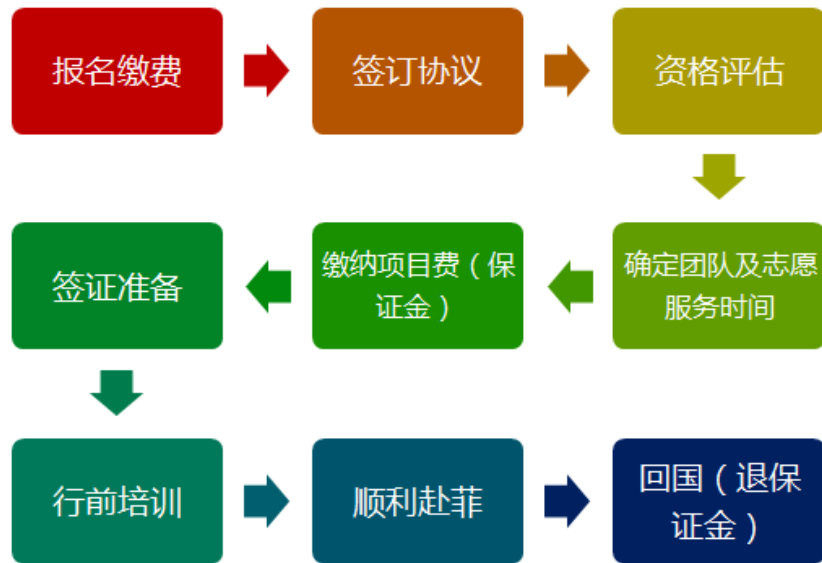 报名缴费
签订协议
资格评估
确定团队及志愿
服务时间
缴纳项目费（保
证金）
签证准备
行前培训
顺利赴菲
回国（退保
证金）